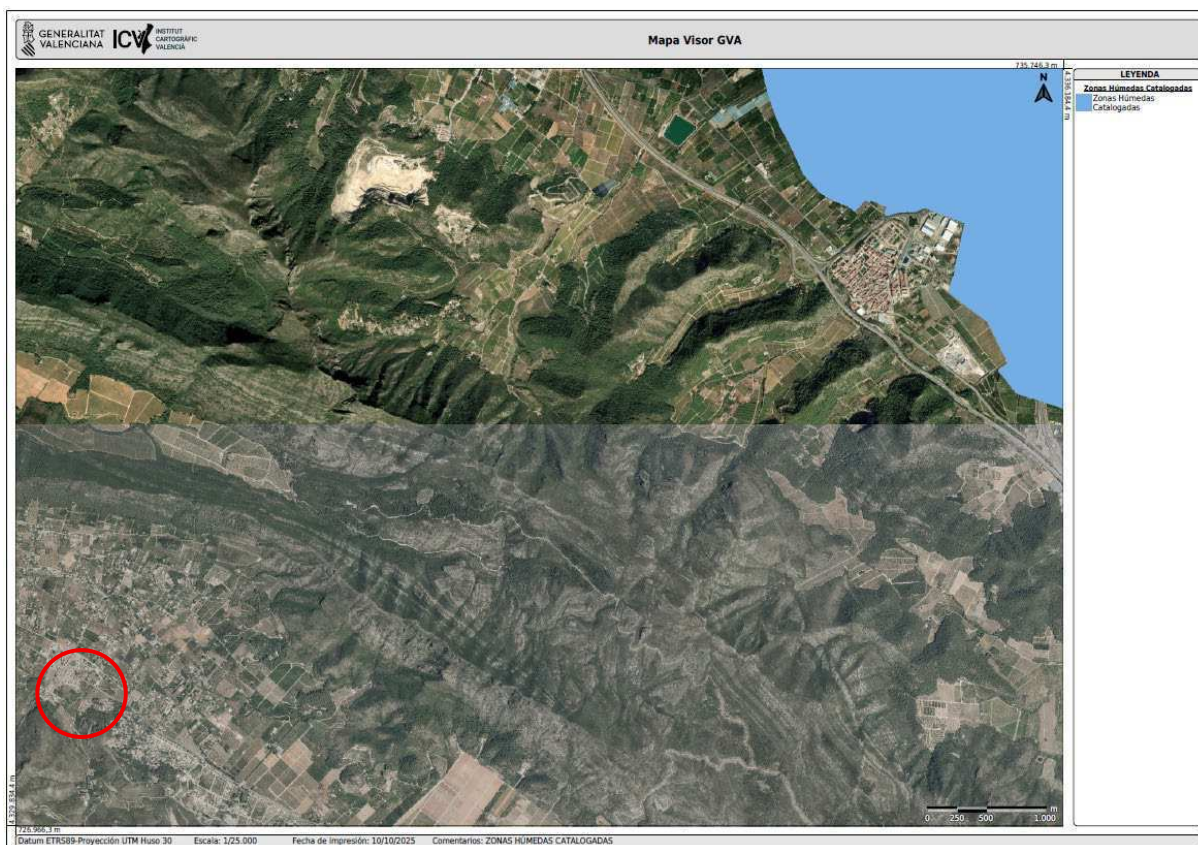 GENERALITAT
VALENCIANA
ICV
INSTITUT
CARTOGRÀFIC
VALENCIÀ
Mapa Visor GVA
735.746,3 m
4.336.184,4 m
N
LEYENDA
Zonas Húmedas Catalogadas
Zonas Húmedas
Catalogadas
4.329.834,4 m
726.966,3 m
m
0 250 500 1.000
Datum ETRS89-Proyección UTM Huso 30 Escala: 1/25.000 Fecha de impresión: 10/10/2025 Comentarios: ZONAS HÚMEDAS CATALOGADAS